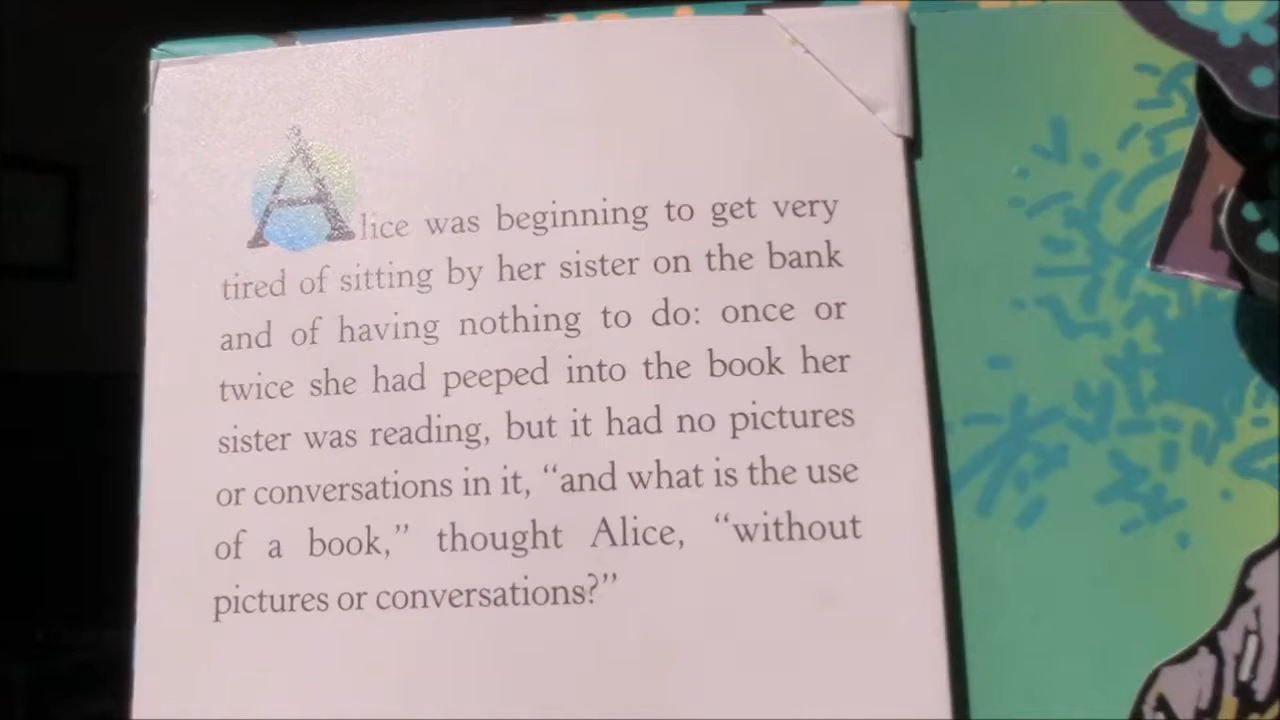 Alice was beginning to get very
tired of sitting by her sister on the bank
and of having nothing to do: once or
twice she had peeped into the book her
sister was reading, but it had no pictures
or conversations in it, “and what is the use
of a book,” thought Alice, “without
pictures or conversations?”